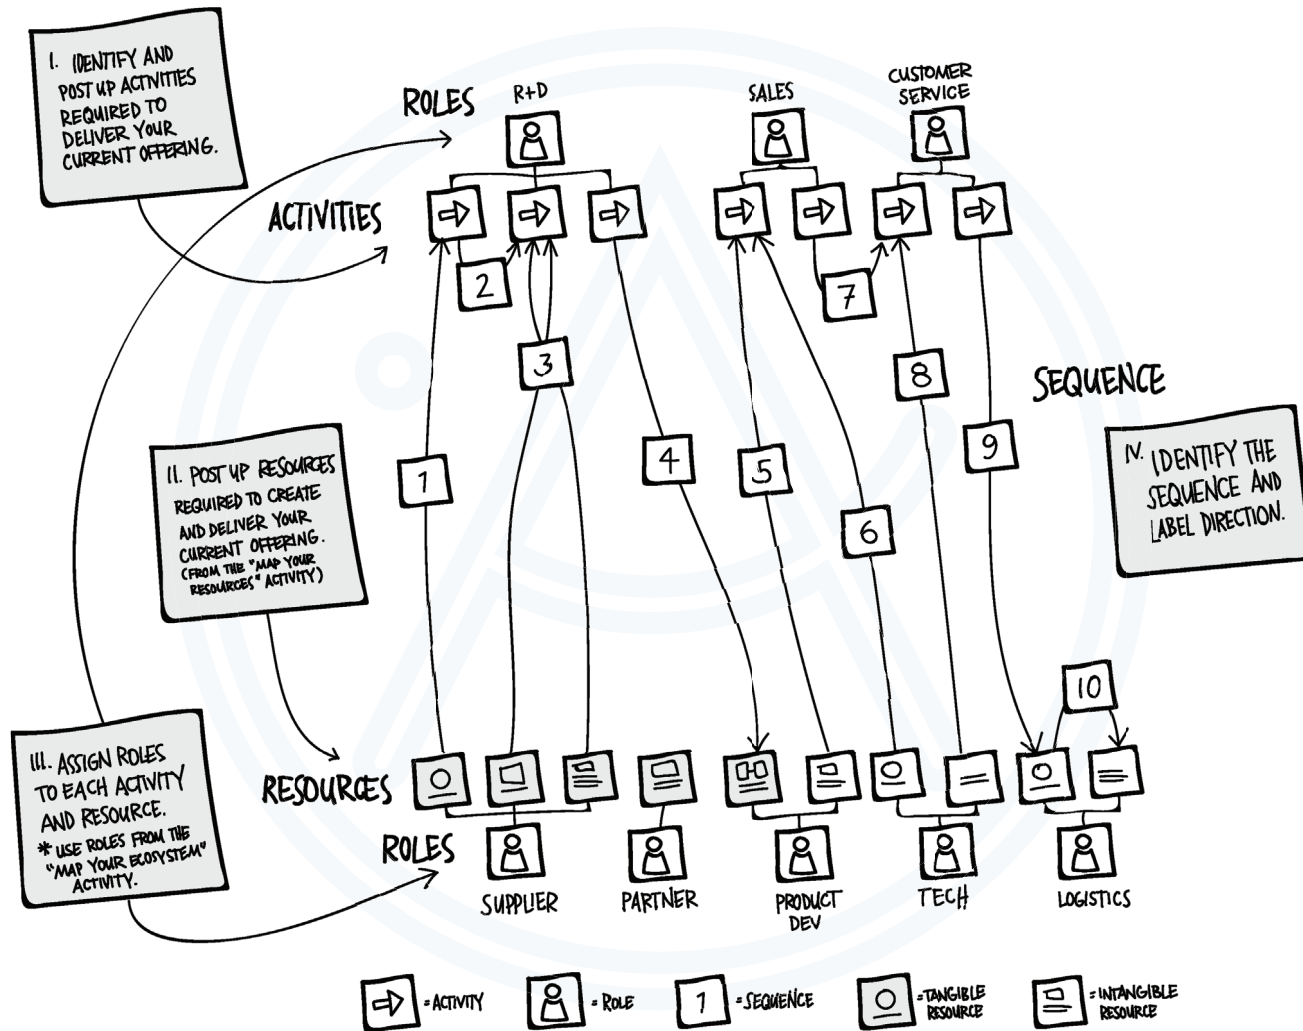 I. IDENTIFY AND
POST UP ACTIVITIES
REQUIRED TO
DELIVER YOUR
CURRENT OFFERING.
ROLES
R+D
SALES
CUSTOMER
SERVICE
ACTIVITIES
2
7
3
8
SEQUENCE
1
4
5
9
6
II. POST UP RESOURCES
REQUIRED TO CREATE
AND DELIVER YOUR
CURRENT OFFERING.
(FROM THE "MAP YOUR
RESOURCES" ACTIVITY)
IV. IDENTIFY THE
SEQUENCE AND
LABEL DIRECTION.
10
III. ASSIGN ROLES
TO EACH ACTIVITY
AND RESOURCE.
* USE ROLES FROM THE
"MAP YOUR ECOSYSTEM"
ACTIVITY.
RESOURCES
ROLES
SUPPLIER
PARTNER
PRODUCT
DEV
TECH
LOGISTICS
= ACTIVITY
= ROLE
1
= SEQUENCE
= TANGIBLE
RESOURCE
= INTANGIBLE
RESOURCE